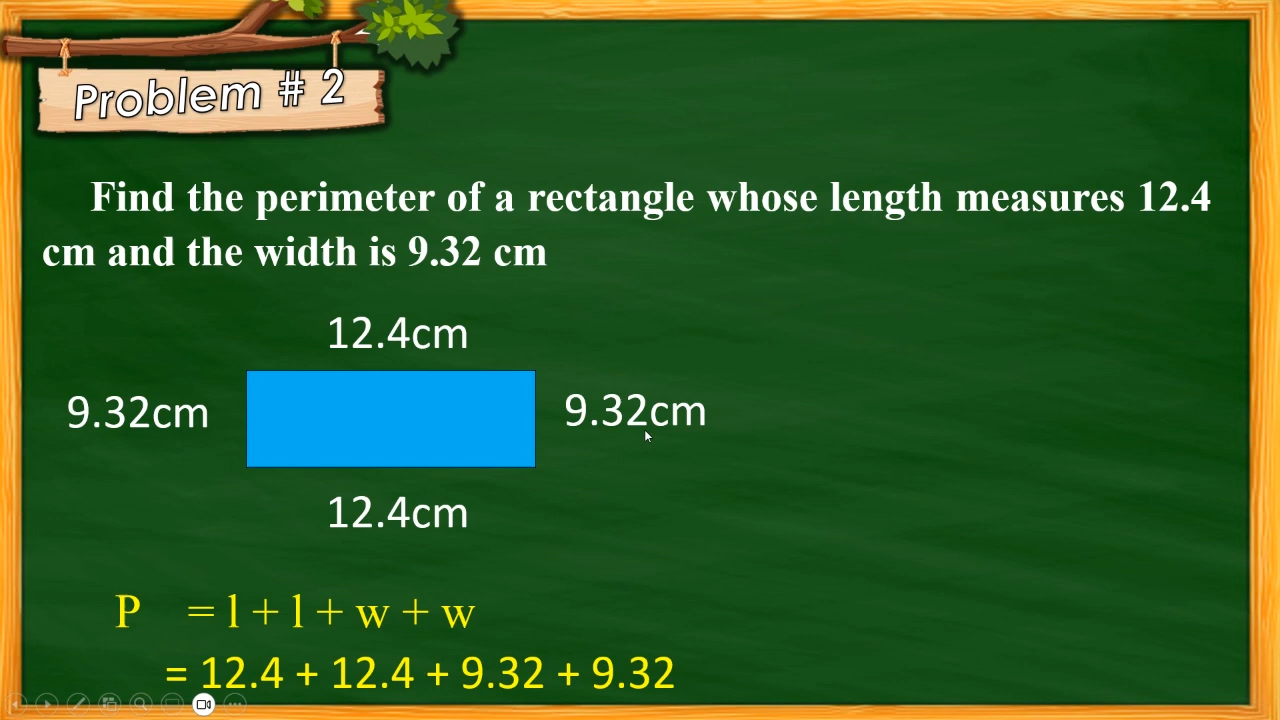 Problem # 2
Find the perimeter of a rectangle whose length measures 12.4
cm and the width is 9.32 cm
12.4cm
9.32cm 9.32cm
12.4cm
P = l + l + w + w
= 12.4 + 12.4 + 9.32 + 9.32